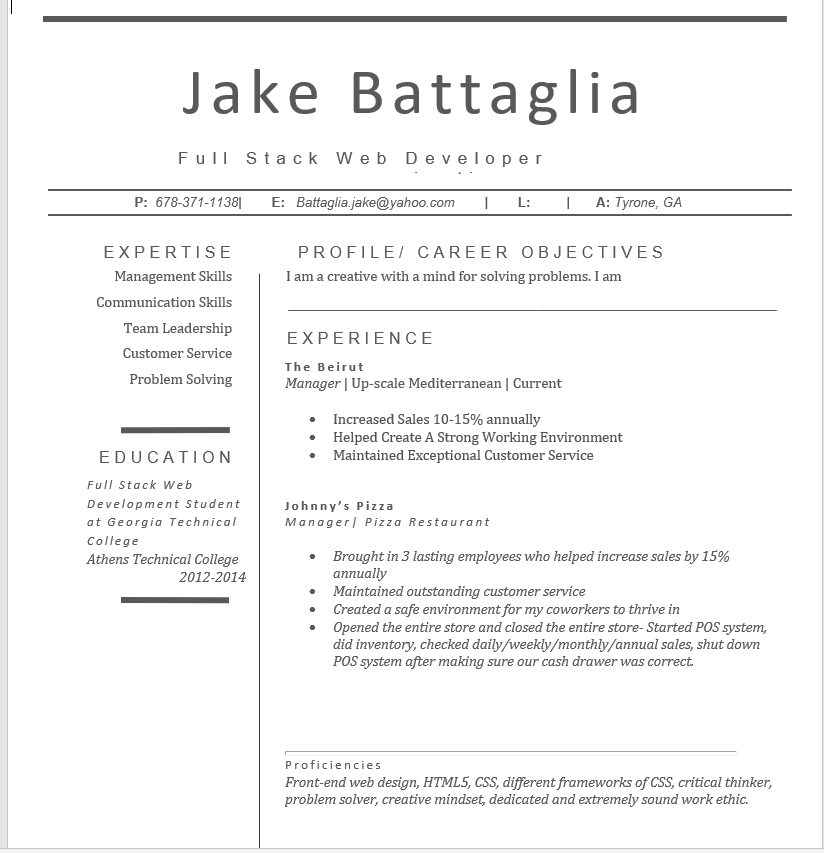 Jake Battaglia
Full Stack Web Developer
P: 678-371-1138| E: Battaglia.jake@yahoo.com | L: | A: Tyrone, GA
EXPERTISE
Management Skills
Communication Skills
Team Leadership
Customer Service
Problem Solving
EDUCATION
Full Stack Web
Development Student
at Georgia Technical
College
Athens Technical College
2012-2014
PROFILE/ CAREER OBJECTIVES
I am a creative with a mind for solving problems. I am
EXPERIENCE
The Beirut
Manager | Up-scale Mediterranean | Current
• Increased Sales 10-15% annually
• Helped Create A Strong Working Environment
• Maintained Exceptional Customer Service
Johnny's Pizza
Manager| Pizza Restaurant
• Brought in 3 lasting employees who helped increase sales by 15%
annually
• Maintained outstanding customer service
• Created a safe environment for my coworkers to thrive in
• Opened the entire store and closed the entire store- Started POS system,
did inventory, checked daily/weekly/monthly/annual sales, shut down
POS system after making sure our cash drawer was correct.
Proficiencies
Front-end web design, HTML5, CSS, different frameworks of CSS, critical thinker,
problem solver, creative mindset, dedicated and extremely sound work ethic.